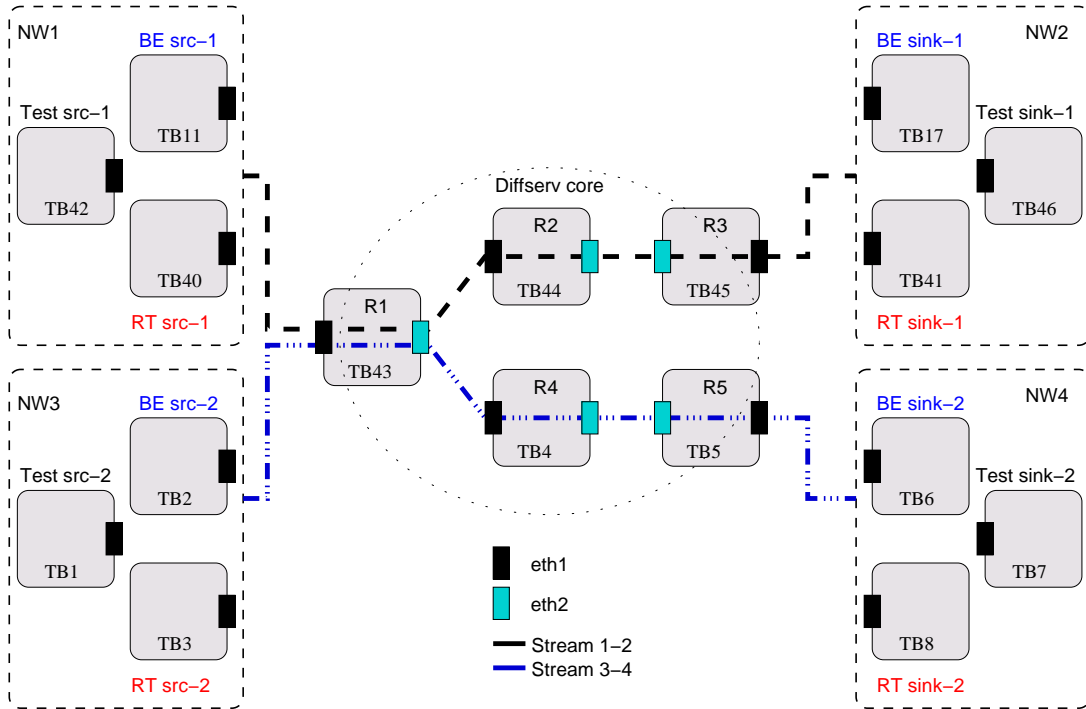 NW1
BE src−1
TB11
Test src−1
TB42
TB40
RT src−1
NW3
BE src−2
TB2
Test src−2
TB1
TB3
RT src−2
Diffserv core
R1
TB43
R2
TB44
R3
TB45
R4
TB4
R5
TB5
eth1
eth2
Stream 1−2
Stream 3−4
BE sink−1
NW2
TB17
Test sink−1
TB46
TB41
RT sink−1
BE sink−2
NW4
TB6
Test sink−2
TB7
TB8
RT sink−2